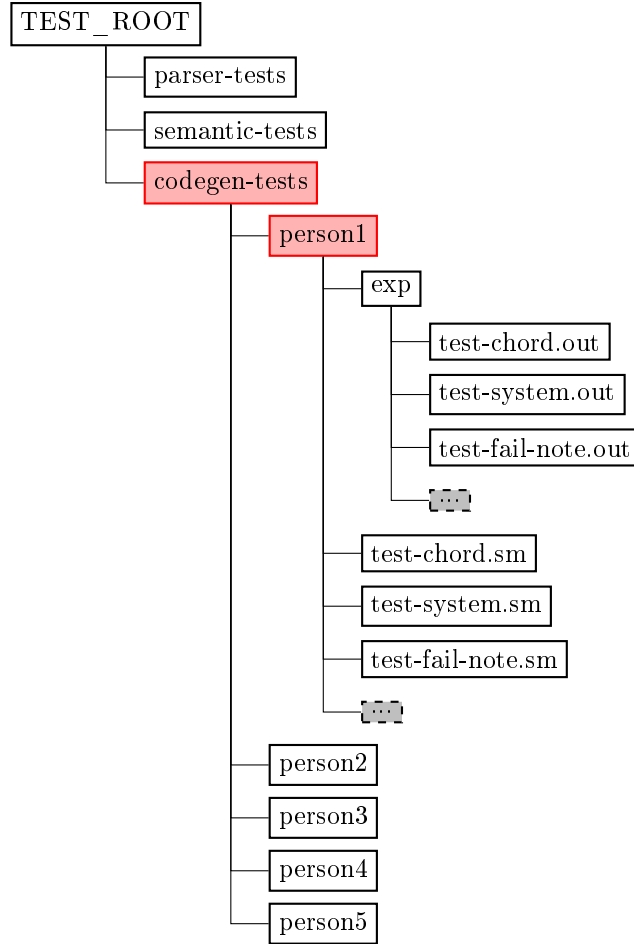 TEST_ROOT
parser-tests
semantic-tests
codegen-tests
person1
exp
test-chord.out
test-system.out
test-fail-note.out
...
test-chord.sm
test-system.sm
test-fail-note.sm
...
person2
person3
person4
person5